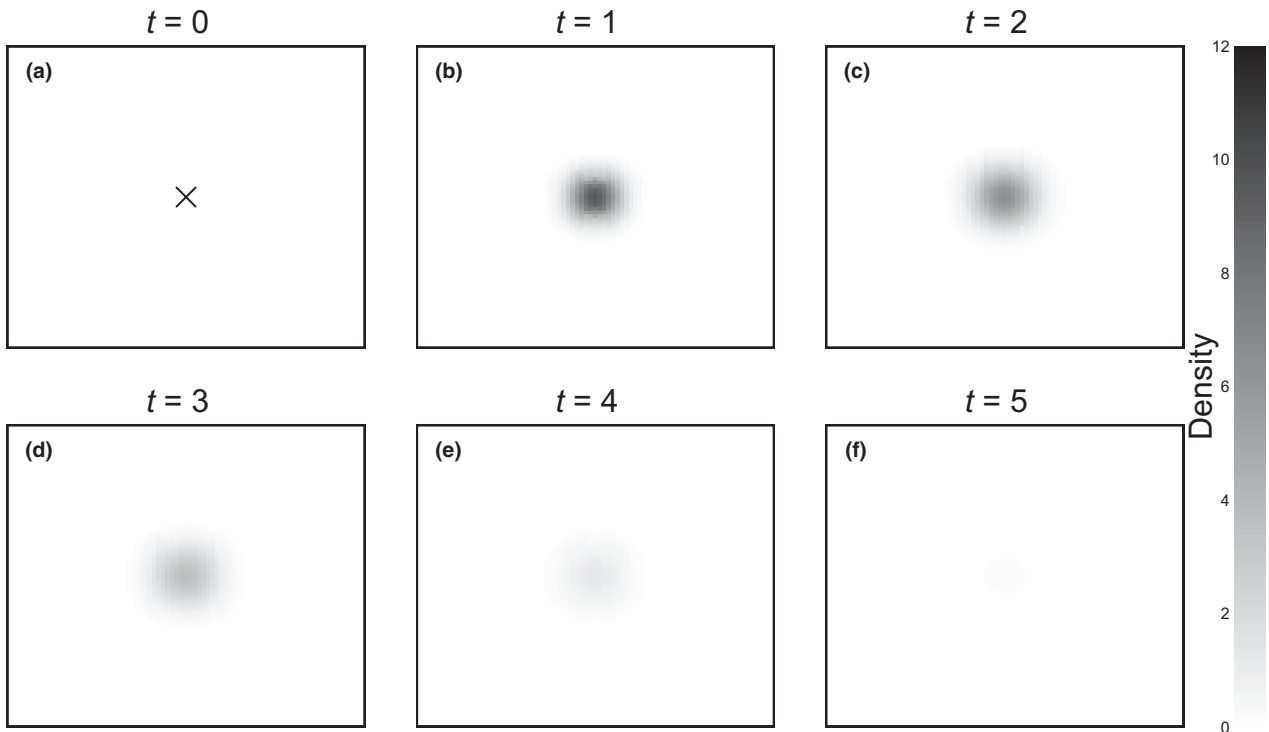 t = 0
t = 1
t = 2
(a)
(b)
(c)
12
10
8
6
4
2
0
Density
t = 3
t = 4
t = 5
(d)
(e)
(f)